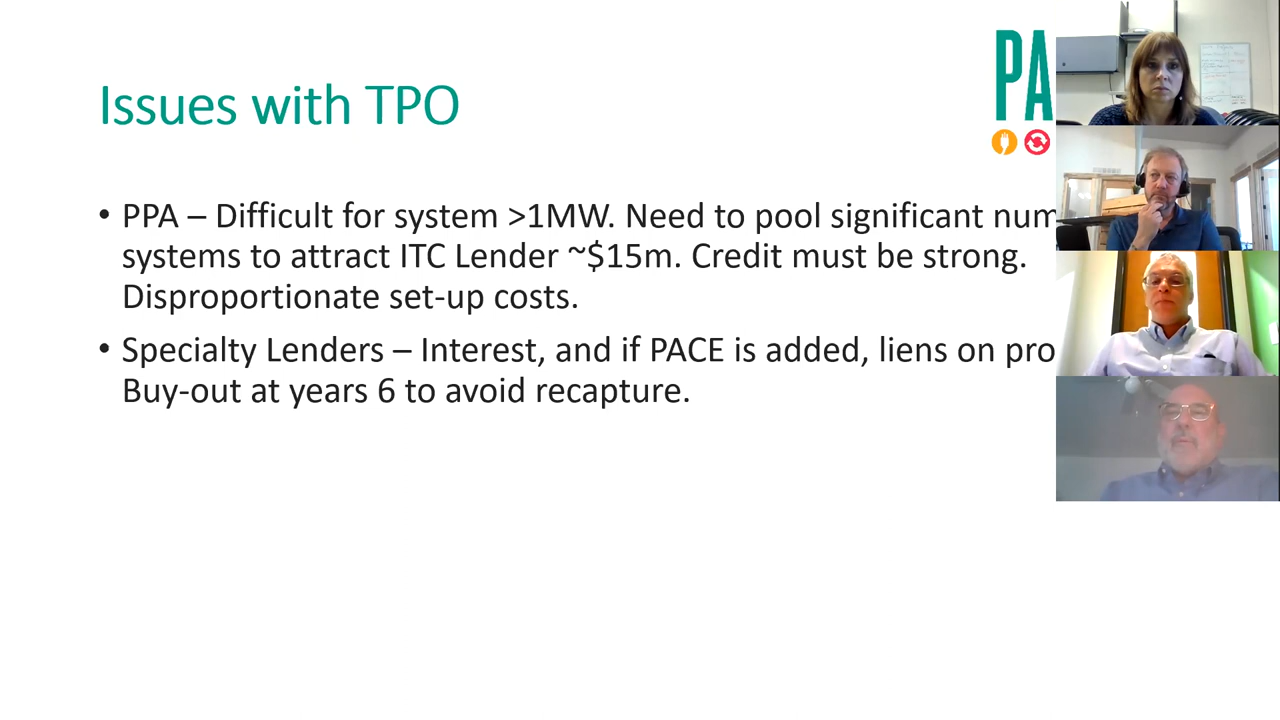 Issues with TPO
PA
• PPA – Difficult for system >1MW. Need to pool significant
systems to attract ITC Lender ~$15m. Credit must be strong.
Disproportionate set-up costs.
• Specialty Lenders – Interest, and if PACE is added, liens on
Buy-out at years 6 to avoid recapture.